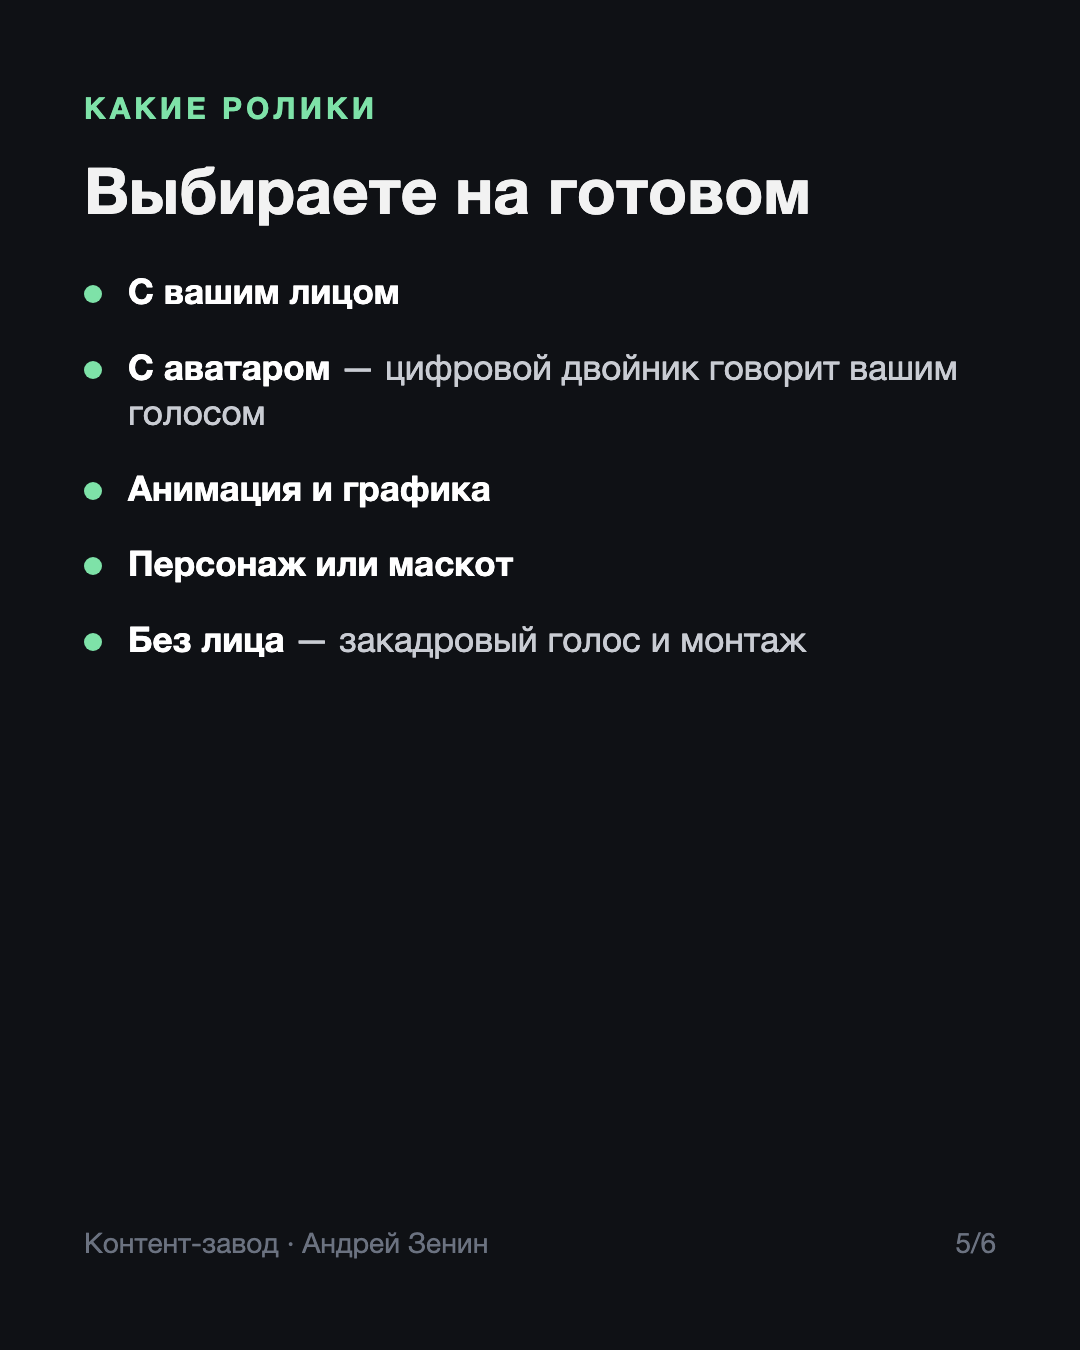 КАКИЕ РОЛИКИ
Выбираете на готовом
С вашим лицом
С аватаром — цифровой двойник говорит вашим
голосом
Анимация и графика
Персонаж или маскот
Без лица — закадровый голос и монтаж
Контент-завод · Андрей Зенин
5/6